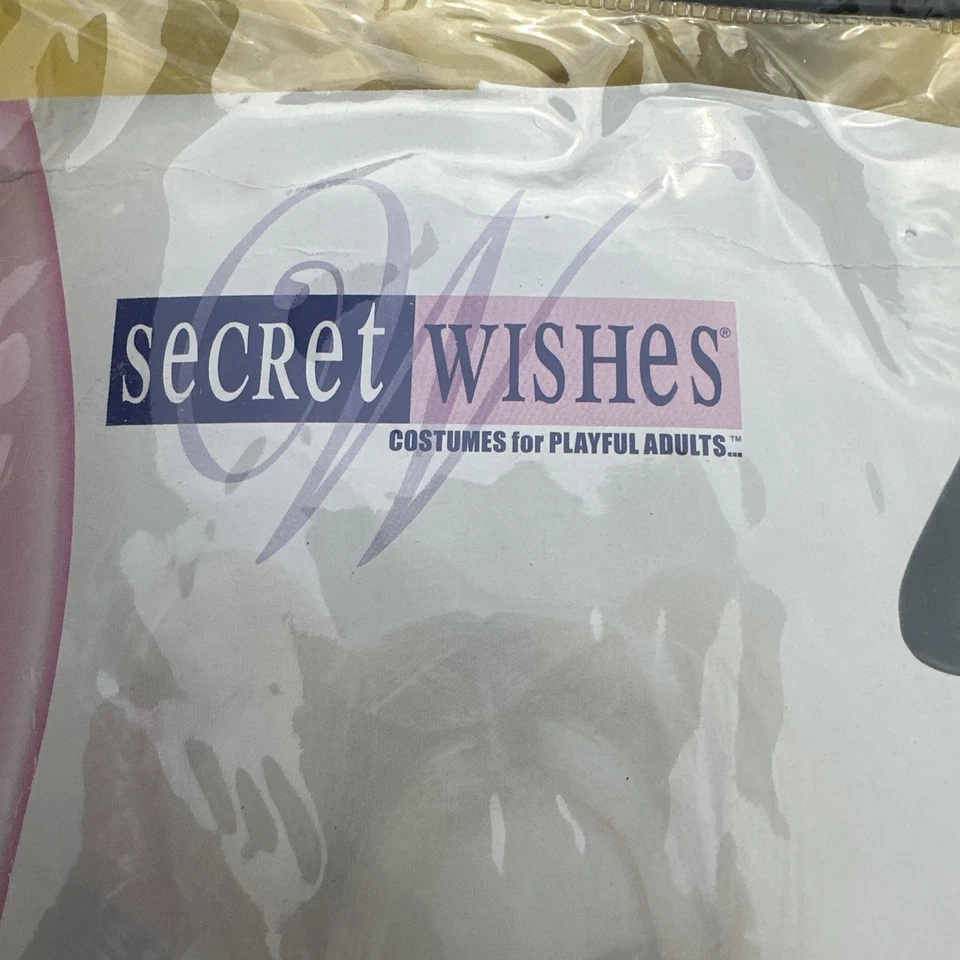 secret WISHes®
COSTUMES for PLAYFUL ADULTS™...
W